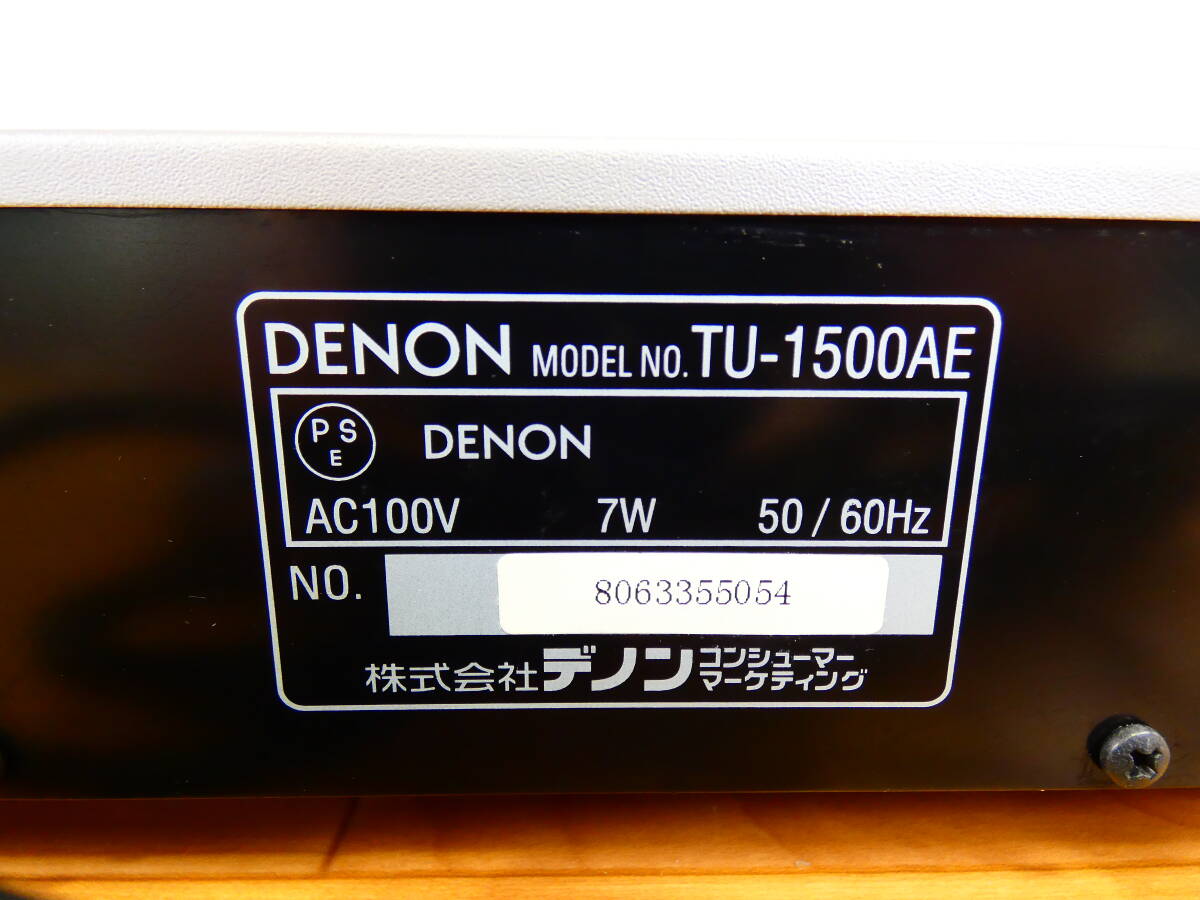 DENON MODEL NO. TU-1500AE
PS
E
DENON
AC100V 7W 50 / 60Hz
NO. 8063355054
株式会社デノン コンシューマー
マーケティング